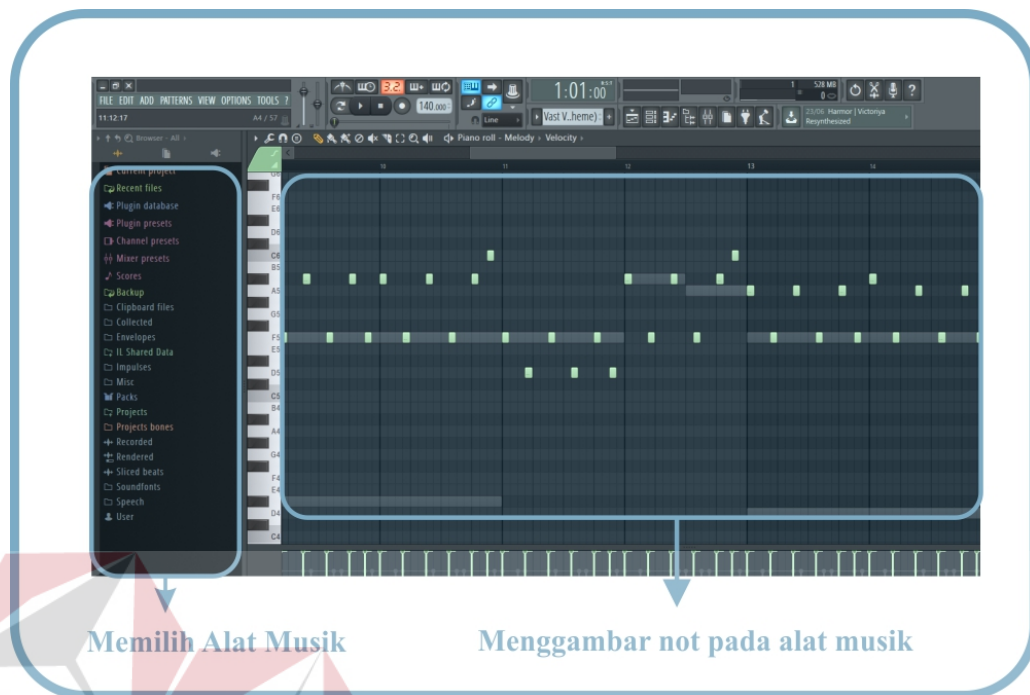 FILE EDIT ADD PATTERNS VIEW OPTIONS TOOLS ?
11:12:17 A4 / 57
3.2
140.000
Line
1:01:00
B:S:T
Vast V..heme)
1 528 MB
0
23/06 Harmor | Victoriya
Resynthesized
Browser - All
Piano roll - Melody › Velocity ›
10 11 12 13 14
Current project
Recent files
Plugin database
Plugin presets
Channel presets
Mixer presets
Scores
Backup
Clipboard files
Collected
Envelopes
IL Shared Data
Impulses
Misc
Packs
Projects
Projects bones
Recorded
Rendered
Sliced beats
Soundfonts
Speech
User
G6
F6
E6
D6
C6
B5
A5
G5
F5
E5
D5
C5
B4
A4
G4
F4
E4
D4
C4
Memilih Alat Musik
Menggambar not pada alat musik